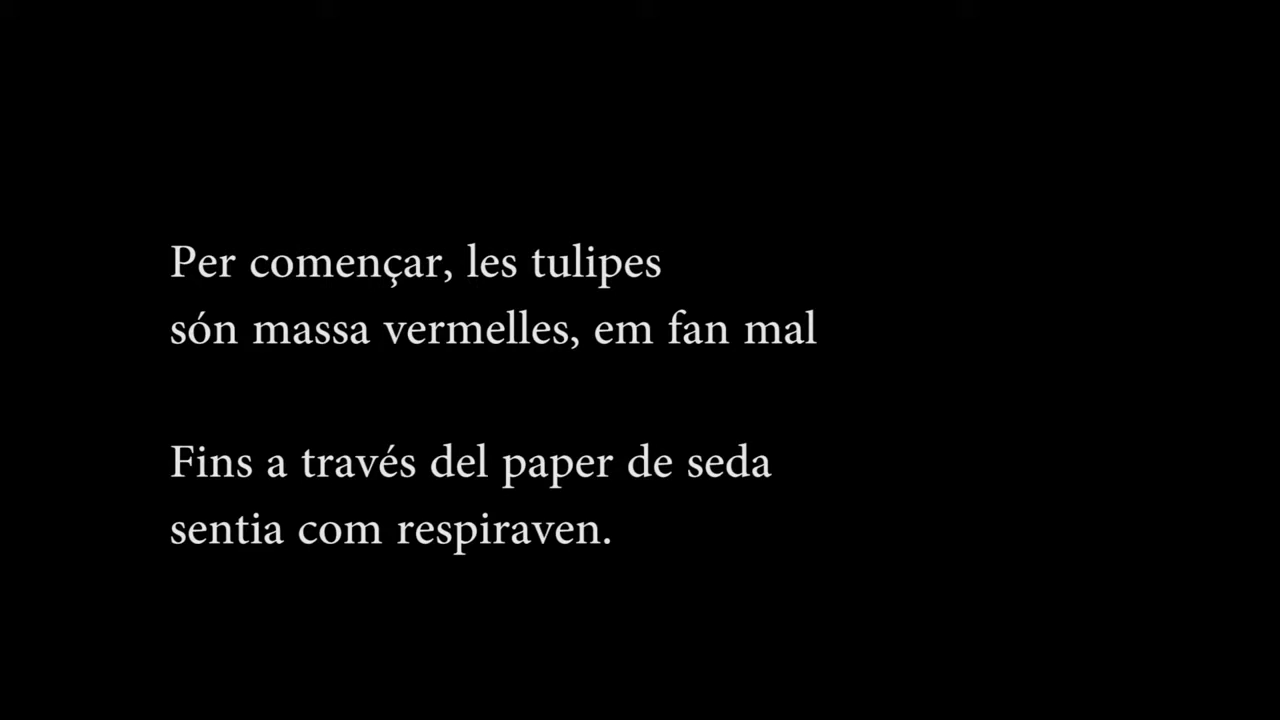 Per començar, les tulipes
són massa vermelles, em fan mal
Fins a través del paper de seda
sentia com respiraven.